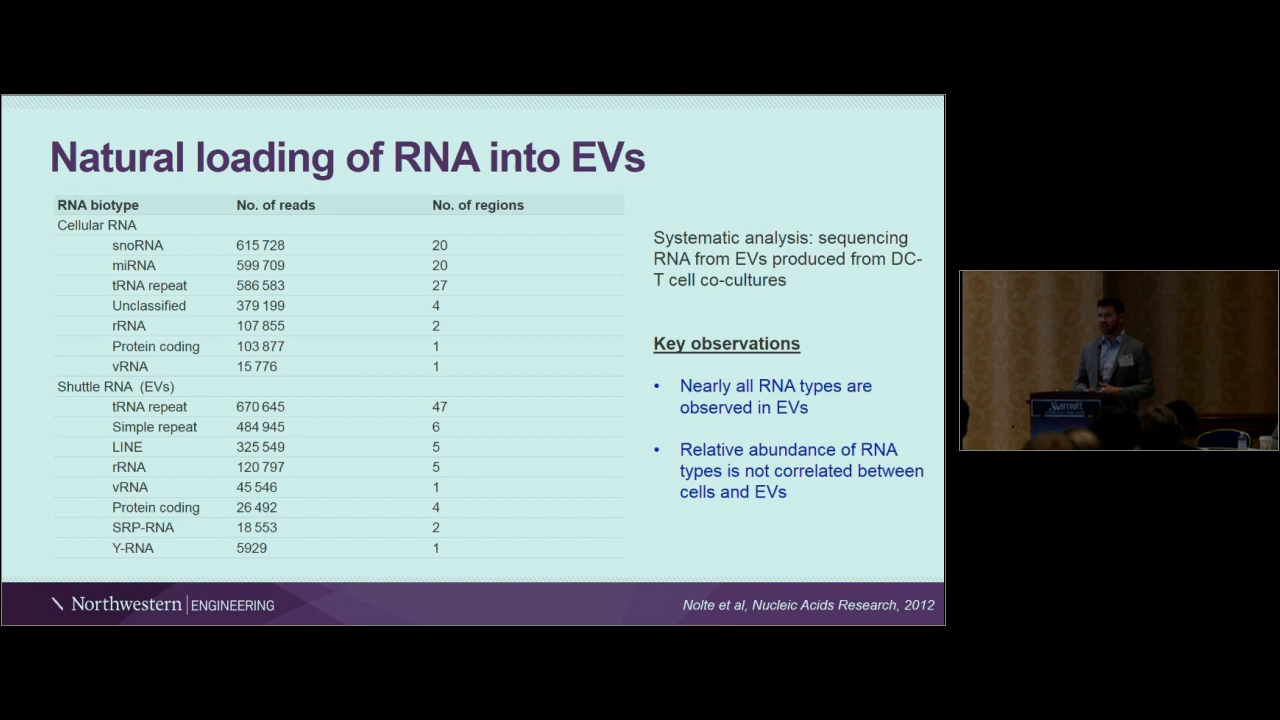 Natural loading of RNA into EVs
RNA biotype No. of reads No. of regions
Cellular RNA
snoRNA 615 728 20
miRNA 599 709 20
tRNA repeat 586 583 27
Unclassified 379 199 4
rRNA 107 855 2
Protein coding 103 877 1
vRNA 15 776 1
Shuttle RNA (EVs)
tRNA repeat 670 645 47
Simple repeat 484 945 6
LINE 325 549 5
rRNA 120 797 5
vRNA 45 546 1
Protein coding 26 492 4
SRP-RNA 18 553 2
Y-RNA 5929 1
Systematic analysis: sequencing
RNA from EVs produced from DC-
T cell co-cultures
Key observations
• Nearly all RNA types are
observed in EVs
• Relative abundance of RNA
types is not correlated between
cells and EVs
Northwestern | ENGINEERING
Nolte et al, Nucleic Acids Research, 2012
Marriott